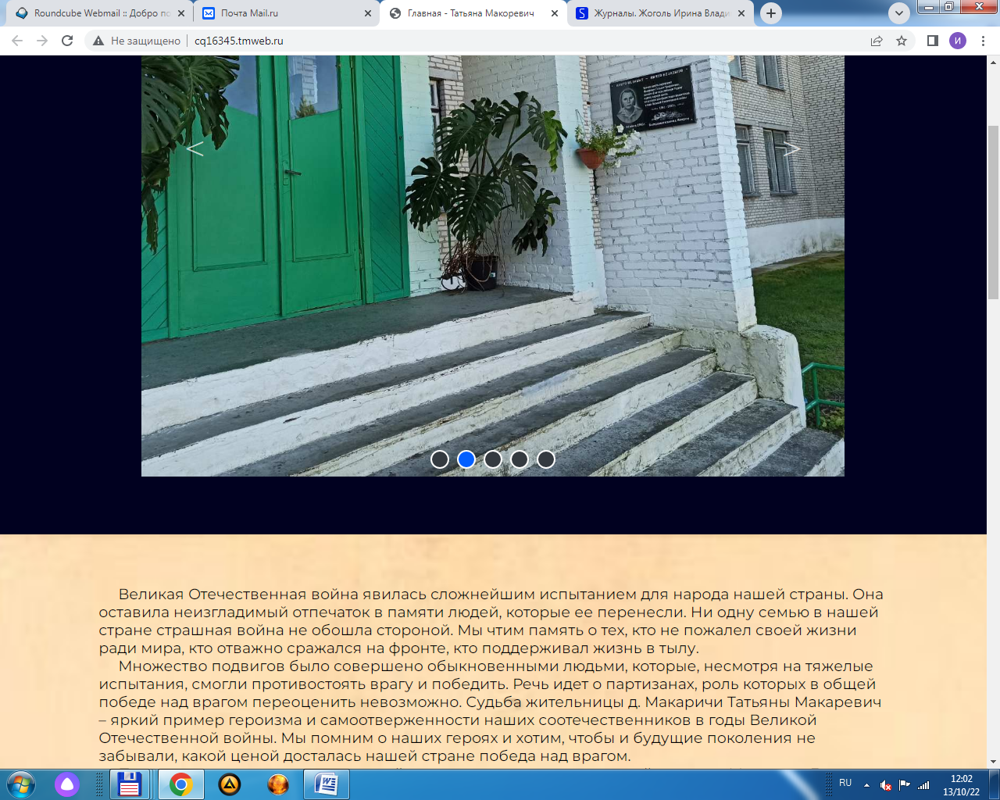 Roundcube Webmail :: Добро по
Почта Mail.ru
Главная - Татьяна Макоревич
Журналы. Жоголь Ирина Влади
Не защищено
cq16345.tmweb.ru
И
НИКТО НЕ ЗАБЫТ – НИЧТО НЕ ЗАБЫТО
Великая Отечественная война явилась сложнейшим испытанием для народа нашей страны. Она
оставила неизгладимый отпечаток в памяти людей, которые ее перенесли. Ни одну семью в нашей
стране страшная война не обошла стороной. Мы чтим память о тех, кто не пожалел своей жизни
ради мира, кто отважно сражался на фронте, кто поддерживал жизнь в тылу.
Множество подвигов было совершено обыкновенными людьми, которые, несмотря на тяжелые
испытания, смогли противостоять врагу и победить. Речь идет о партизанах, роль которых в общей
победе над врагом переоценить невозможно. Судьба жительницы д. Макаричи Татьяны Макаревич
– яркий пример героизма и самоотверженности наших соотечественников в годы Великой
Отечественной войны. Мы помним о наших героях и хотим, чтобы и будущие поколения не
забывали, какой ценой досталась нашей стране победа над врагом.
RU
12:02
13/10/22